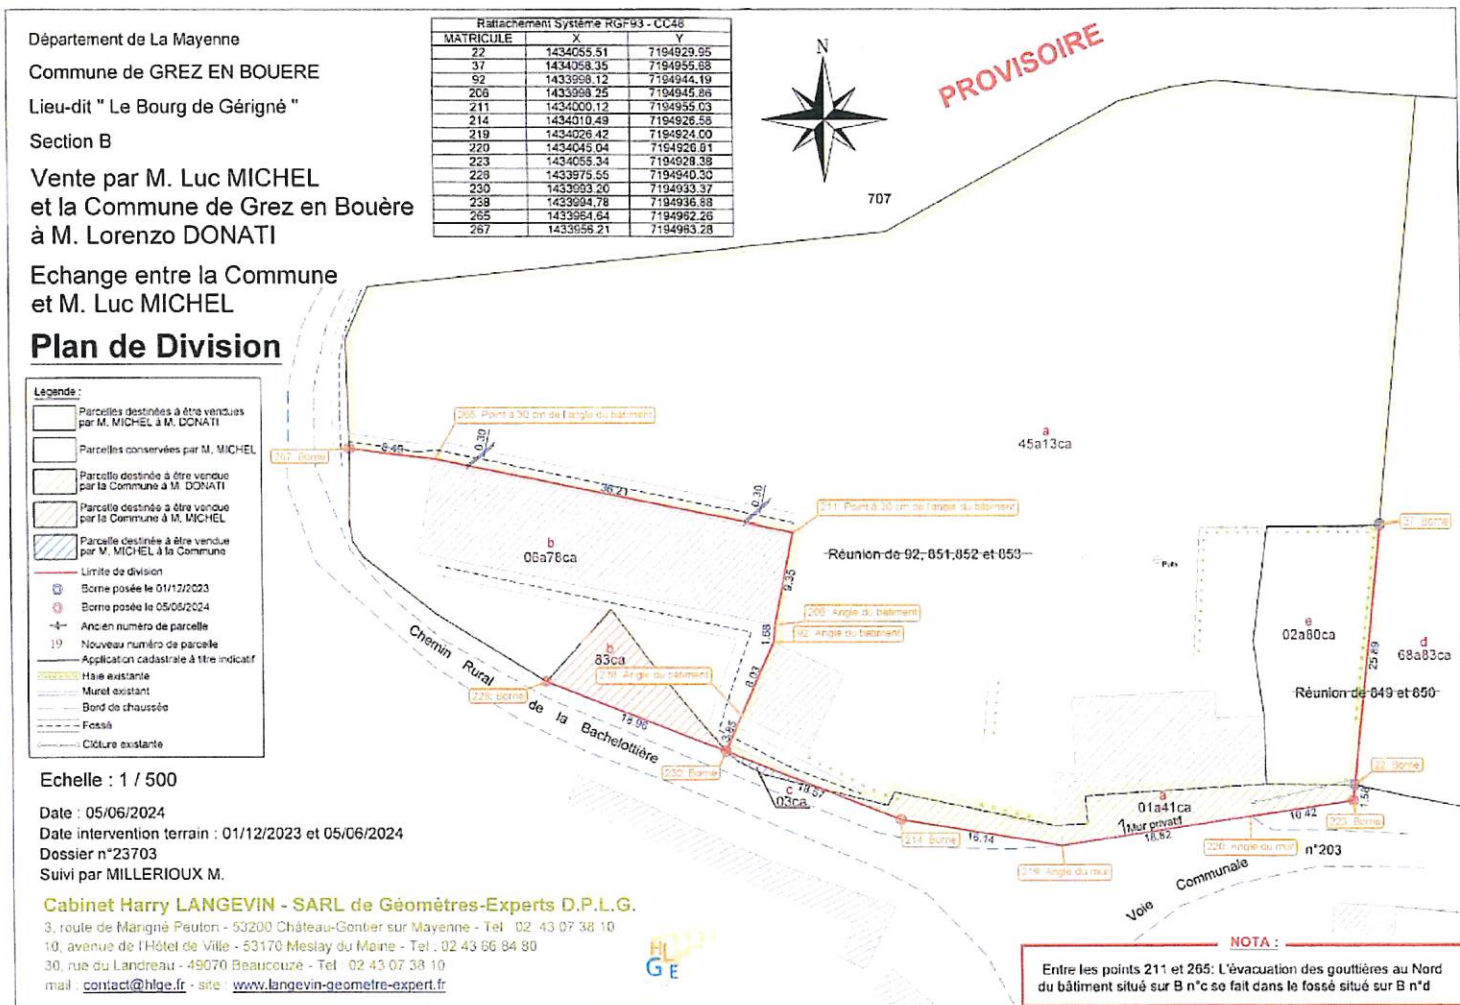 Département de La Mayenne
Commune de GREZ EN BOUERE
Lieu-dit " Le Bourg de Gérigné "
Section B
Vente par M. Luc MICHEL
et la Commune de Grez en Bouère
à M. Lorenzo DONATI
Echange entre la Commune
et M. Luc MICHEL
Plan de Division
Rattachement Système RGF93 - CC48
MATRICULE X Y
22 1434055.51 7194929.95
37 1434058.35 7194955.68
92 1433998.12 7194944.19
206 1433998.25 7194945.86
211 1434000.12 7194955.03
214 1434010.49 7194926.58
219 1434026.42 7194924.00
220 1434045.04 7194926.81
223 1434055.34 7194928.38
228 1433975.55 7194940.30
230 1433993.20 7194933.37
238 1433994.78 7194936.88
265 1433964.64 7194962.26
267 1433956.21 7194963.28
N
PROVISOIRE
707
Légende :
Parcelles destinées à être vendues
par M. MICHEL à M. DONATI
Parcelles conservées par M. MICHEL
Parcelle destinée à être vendue
par la Commune à M. DONATI
Parcelle destinée à être vendue
par la Commune à M. MICHEL
Parcelle destinée à être vendue
par M. MICHEL à la Commune
Limite de division
Borne posée le 01/12/2023
Borne posée le 05/06/2024
Ancien numéro de parcelle
19 Nouveau numéro de parcelle
Application cadastrale à titre indicatif
Haie existante
Muret existant
Bord de chaussée
Fossé
Clôture existante
265: Point à 30 cm de l'angle du bâtiment
267: Borne
8.49
0.30
36.21
0.30
211: Point à 30 cm de l'angle du bâtiment
a
45a13ca
37: Borne
b
06a78ca
Réunion de 92, 851,852 et 853
Puits
9.35
206: Angle du bâtiment
1.68
92: Angle du bâtiment
e
02a80ca
d
68a83ca
25.89
Réunion de 849 et 850
b
83ca
8.03
238: Angle du bâtiment
228: Borne
18.96
3.85
230: Borne
Chemin Rural de la Bachelottière
c
03ca
18.57
22: Borne
1.58
a
01a41ca
Mur privatif
10.42
223: Borne
214: Borne
16.14
18.82
220: Angle du mur
n°203
219: Angle du mur
Voie Communale
Echelle : 1 / 500
Date : 05/06/2024
Date intervention terrain : 01/12/2023 et 05/06/2024
Dossier n°23703
Suivi par MILLERIOUX M.
Cabinet Harry LANGEVIN - SARL de Géomètres-Experts D.P.L.G.
3, route de Marigné Peuton - 53200 Château-Gontier sur Mayenne - Tel : 02 43 07 38 10
10, avenue de l'Hôtel de Ville - 53170 Meslay du Maine - Tel : 02 43 66 84 80
30, rue du Landreau - 49070 Beaucouzé - Tel : 02 43 07 38 10
mail : contact@hlge.fr - site : www.langevin-geometre-expert.fr
HL
G E
NOTA :
Entre les points 211 et 265: L'évacuation des gouttières au Nord
du bâtiment situé sur B n°c se fait dans le fossé situé sur B n°d